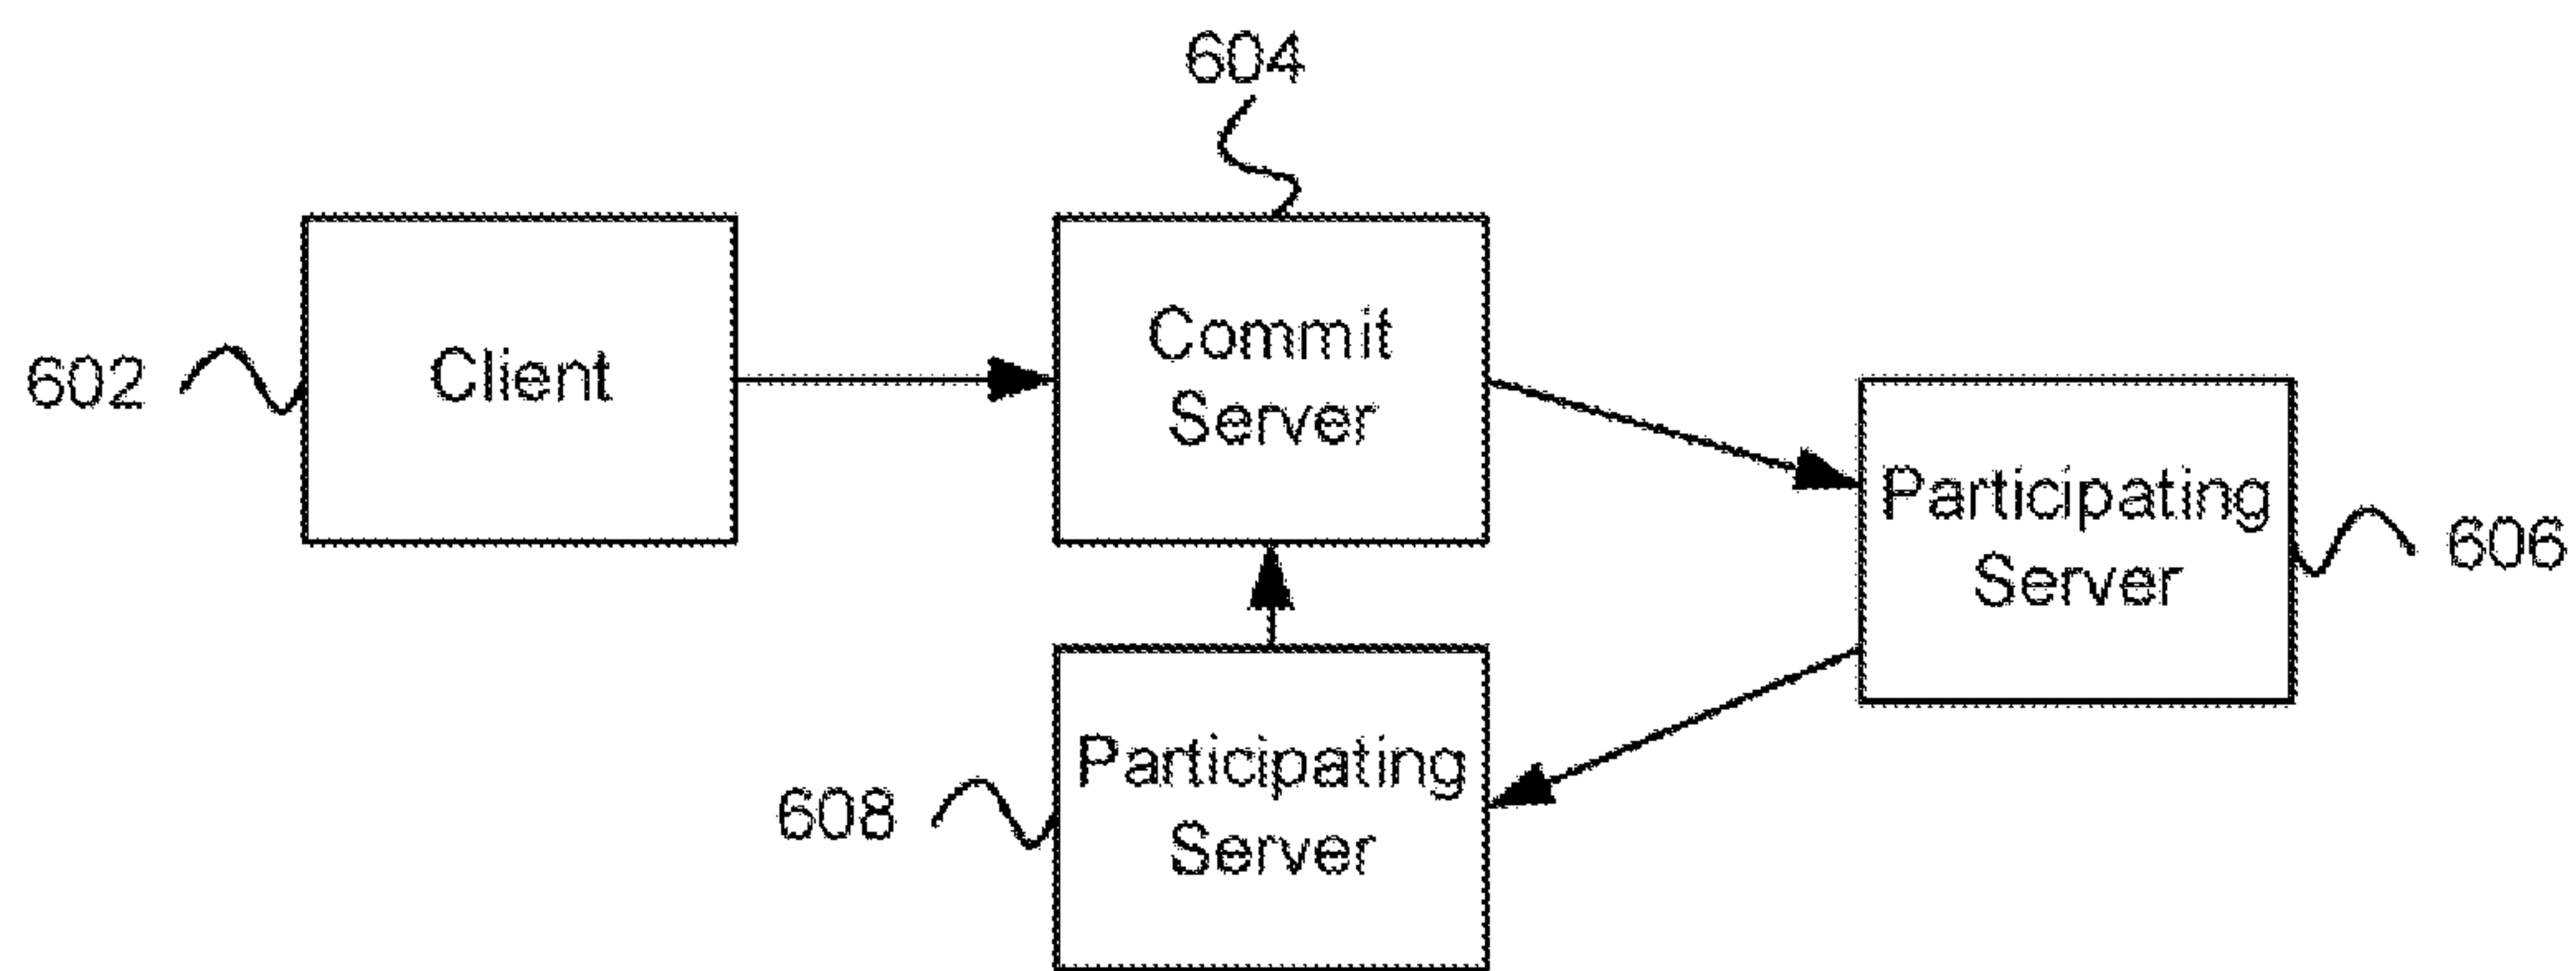 604
602
Client
Commit
Server
Participating
Server
606
608
Participating
Server